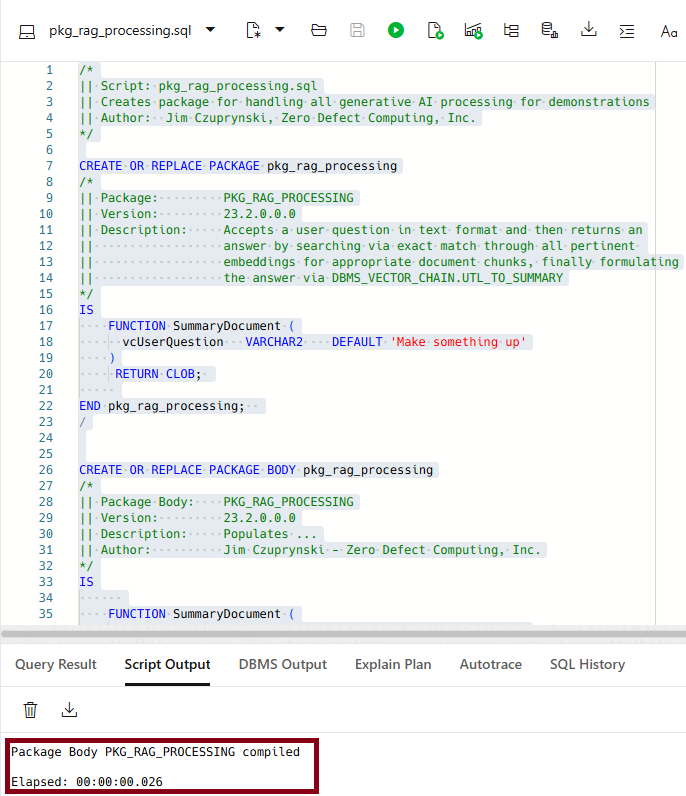 pkg_rag_processing.sql
Aa
1 /*
2 || Script: pkg_rag_processing.sql
3 || Creates package for handling all generative AI processing for demonstrations
4 || Author:  Jim Czuprynski, Zero Defect Computing, Inc.
5 */
6
7 CREATE OR REPLACE PACKAGE pkg_rag_processing
8 /*
9 || Package:         PKG_RAG_PROCESSING
10 || Version:         23.2.0.0.0
11 || Description:     Accepts a user question in text format and then returns an
12 ||                  answer by searching via exact match through all pertinent
13 ||                  embeddings for appropriate document chunks, finally formulating
14 ||                  the answer via DBMS_VECTOR_CHAIN.UTL_TO_SUMMARY
15 */
16 IS
17     FUNCTION SummaryDocument (
18       vcUserQuestion   VARCHAR2    DEFAULT 'Make something up'
19     )
20      RETURN CLOB;
21
22 END pkg_rag_processing;
23 /
24
25
26 CREATE OR REPLACE PACKAGE BODY pkg_rag_processing
27 /*
28 || Package Body:    PKG_RAG_PROCESSING
29 || Version:         23.2.0.0.0
30 || Description:     Populates ...
31 || Author:          Jim Czuprynski - Zero Defect Computing, Inc.
32 */
33 IS
34
35     FUNCTION SummaryDocument (
Query Result Script Output DBMS Output Explain Plan Autotrace SQL History
Package Body PKG_RAG_PROCESSING compiled
Elapsed: 00:00:00.026